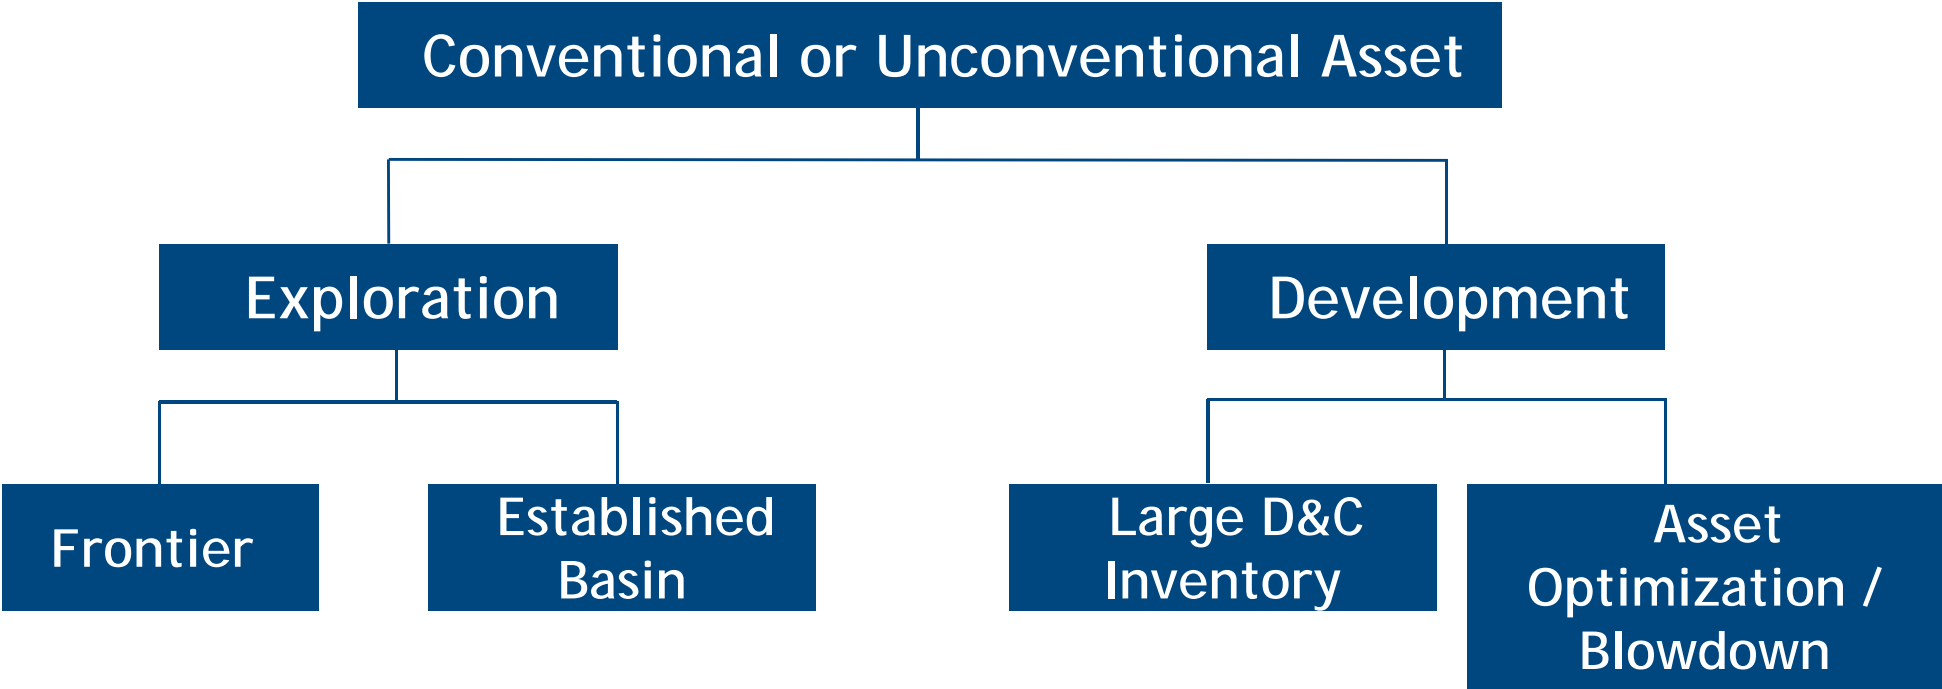 Conventional or Unconventional Asset
Exploration
Development
Frontier
Established
Basin
Large D&C
Inventory
Asset
Optimization /
Blowdown